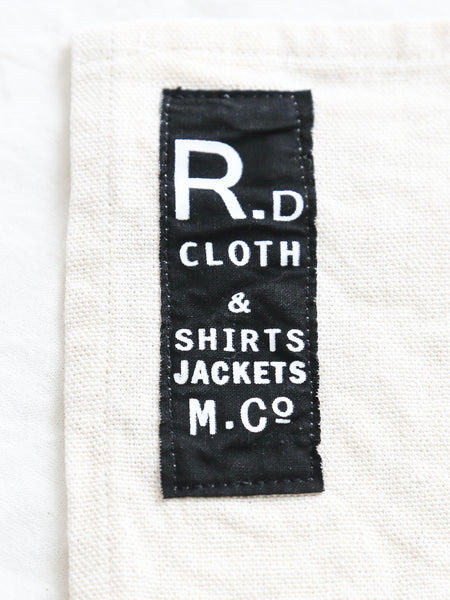 R.D
CLOTH
&
SHIRTS
JACKETS
M.Cº